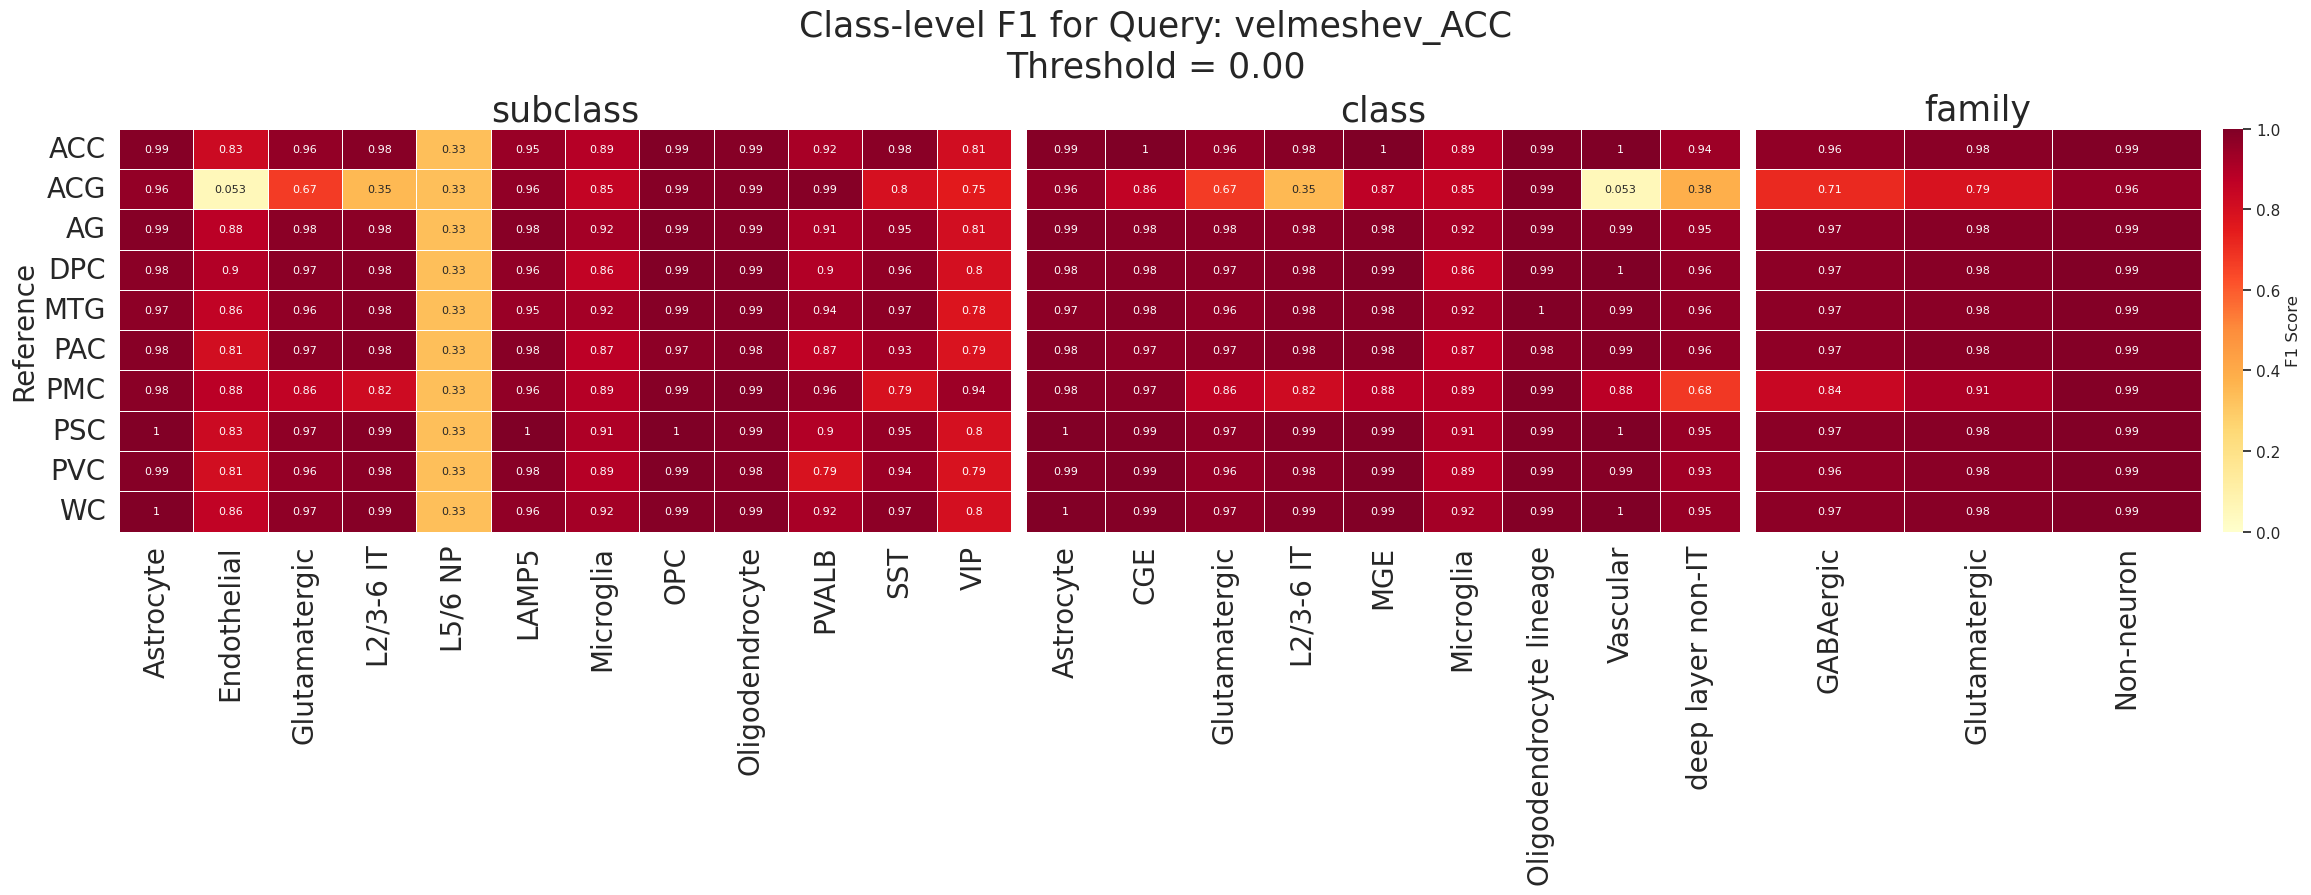 Class-level F1 for Query: velmeshev_ACC
Threshold = 0.00
subclass class family
Reference
ACC 0.99 0.83 0.96 0.98 0.33 0.95 0.89 0.99 0.99 0.92 0.98 0.81 0.99 1 0.96 0.98 1 0.89 0.99 1 0.94 0.96 0.98 0.99
ACG 0.96 0.053 0.67 0.35 0.33 0.96 0.85 0.99 0.99 0.99 0.8 0.75 0.96 0.86 0.67 0.35 0.87 0.85 0.99 0.053 0.38 0.71 0.79 0.96
AG 0.99 0.88 0.98 0.98 0.33 0.98 0.92 0.99 0.99 0.91 0.95 0.81 0.99 0.98 0.98 0.98 0.98 0.92 0.99 0.99 0.95 0.97 0.98 0.99
DPC 0.98 0.9 0.97 0.98 0.33 0.96 0.86 0.99 0.99 0.9 0.96 0.8 0.98 0.98 0.97 0.98 0.99 0.86 0.99 1 0.96 0.97 0.98 0.99
MTG 0.97 0.86 0.96 0.98 0.33 0.95 0.92 0.99 0.99 0.94 0.97 0.78 0.97 0.98 0.96 0.98 0.98 0.92 1 0.99 0.96 0.97 0.98 0.99
PAC 0.98 0.81 0.97 0.98 0.33 0.98 0.87 0.97 0.98 0.87 0.93 0.79 0.98 0.97 0.97 0.98 0.98 0.87 0.98 0.99 0.96 0.97 0.98 0.99
PMC 0.98 0.88 0.86 0.82 0.33 0.96 0.89 0.99 0.99 0.96 0.79 0.94 0.98 0.97 0.86 0.82 0.88 0.89 0.99 0.88 0.68 0.84 0.91 0.99
PSC 1 0.83 0.97 0.99 0.33 1 0.91 1 0.99 0.9 0.95 0.8 1 0.99 0.97 0.99 0.99 0.91 0.99 1 0.95 0.97 0.98 0.99
PVC 0.99 0.81 0.96 0.98 0.33 0.98 0.89 0.99 0.98 0.79 0.94 0.79 0.99 0.99 0.96 0.98 0.99 0.89 0.99 0.99 0.93 0.96 0.98 0.99
WC 1 0.86 0.97 0.99 0.33 0.96 0.92 0.99 0.99 0.92 0.97 0.8 1 0.99 0.97 0.99 0.99 0.92 0.99 1 0.95 0.97 0.98 0.99
Astrocyte
Endothelial
Glutamatergic
L2/3-6 IT
L5/6 NP
LAMP5
Microglia
OPC
Oligodendrocyte
PVALB
SST
VIP
Astrocyte
CGE
Glutamatergic
L2/3-6 IT
MGE
Microglia
Oligodendrocyte lineage
Vascular
deep layer non-IT
GABAergic
Glutamatergic
Non-neuron
1.0
0.8
0.6
0.4
0.2
0.0
F1 Score